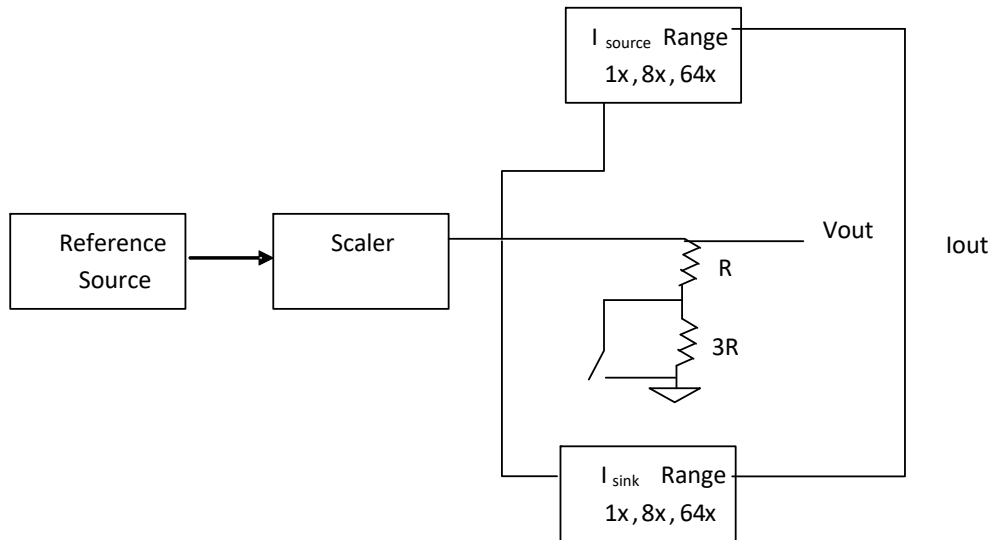 I source Range
1x , 8x , 64x
Reference
Source
Scaler
Vout
Iout
R
3R
I sink Range
1x , 8x , 64x